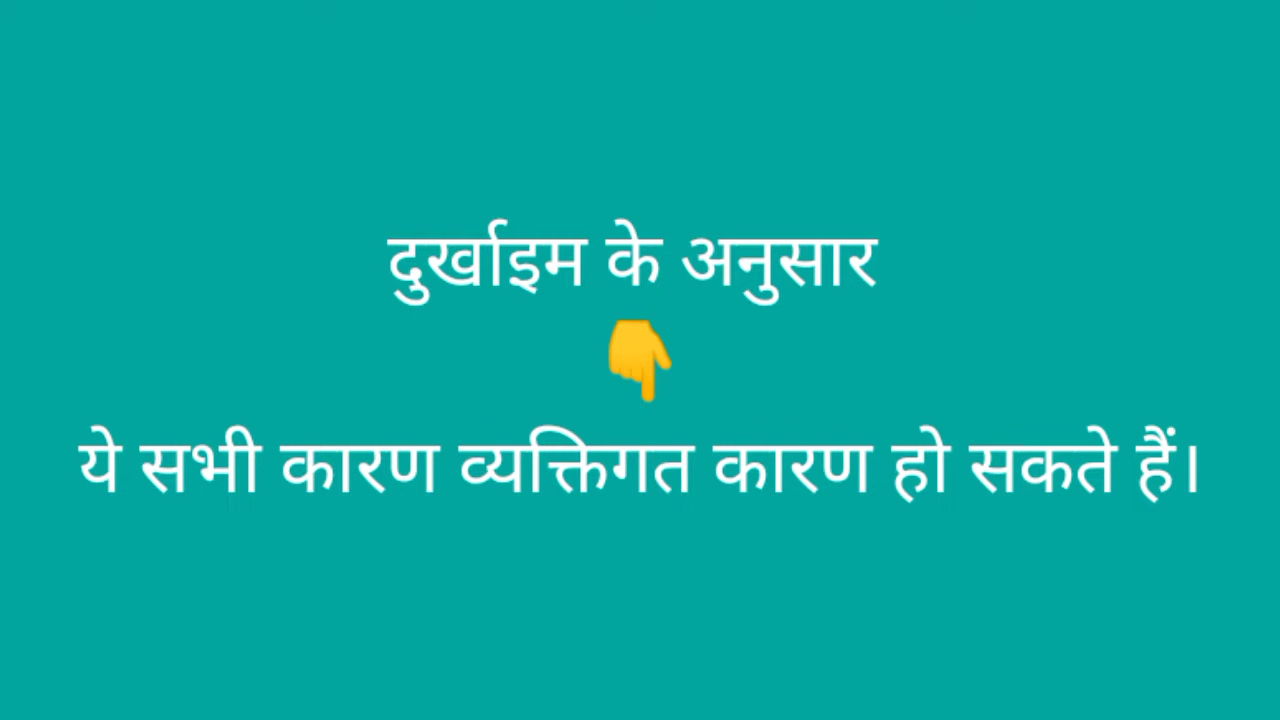 दुर्खाइम के अनुसार
👇
ये सभी कारण व्यक्तिगत कारण हो सकते हैं।